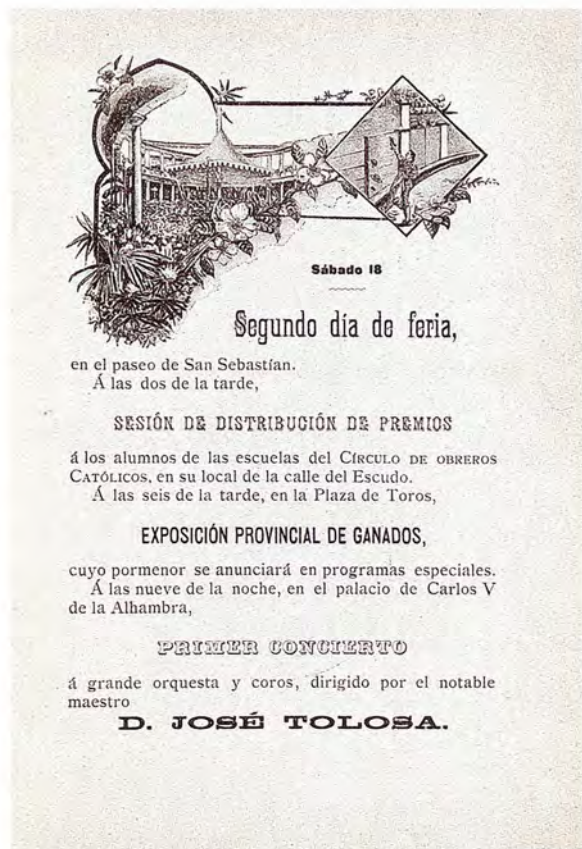 Sábado 18
Segundo día de feria,
en el paseo de San Sebastían.
Á las dos de la tarde,
SESIÓN DE DISTRIBUCIÓN DE PREMIOS
á los alumnos de las escuelas del CÍRCULO DE OBREROS
CATÓLICOS, en su local de la calle del Escudo.
Á las seis de la tarde, en la Plaza de Toros,
EXPOSICIÓN PROVINCIAL DE GANADOS,
cuyo pormenor se anunciará en programas especiales.
Á las nueve de la noche, en el palacio de Carlos V
de la Alhambra,
PRIMER CONCIERTO
á grande orquesta y coros, dirigido por el notable
maestro
D. JOSÉ TOLOSA.